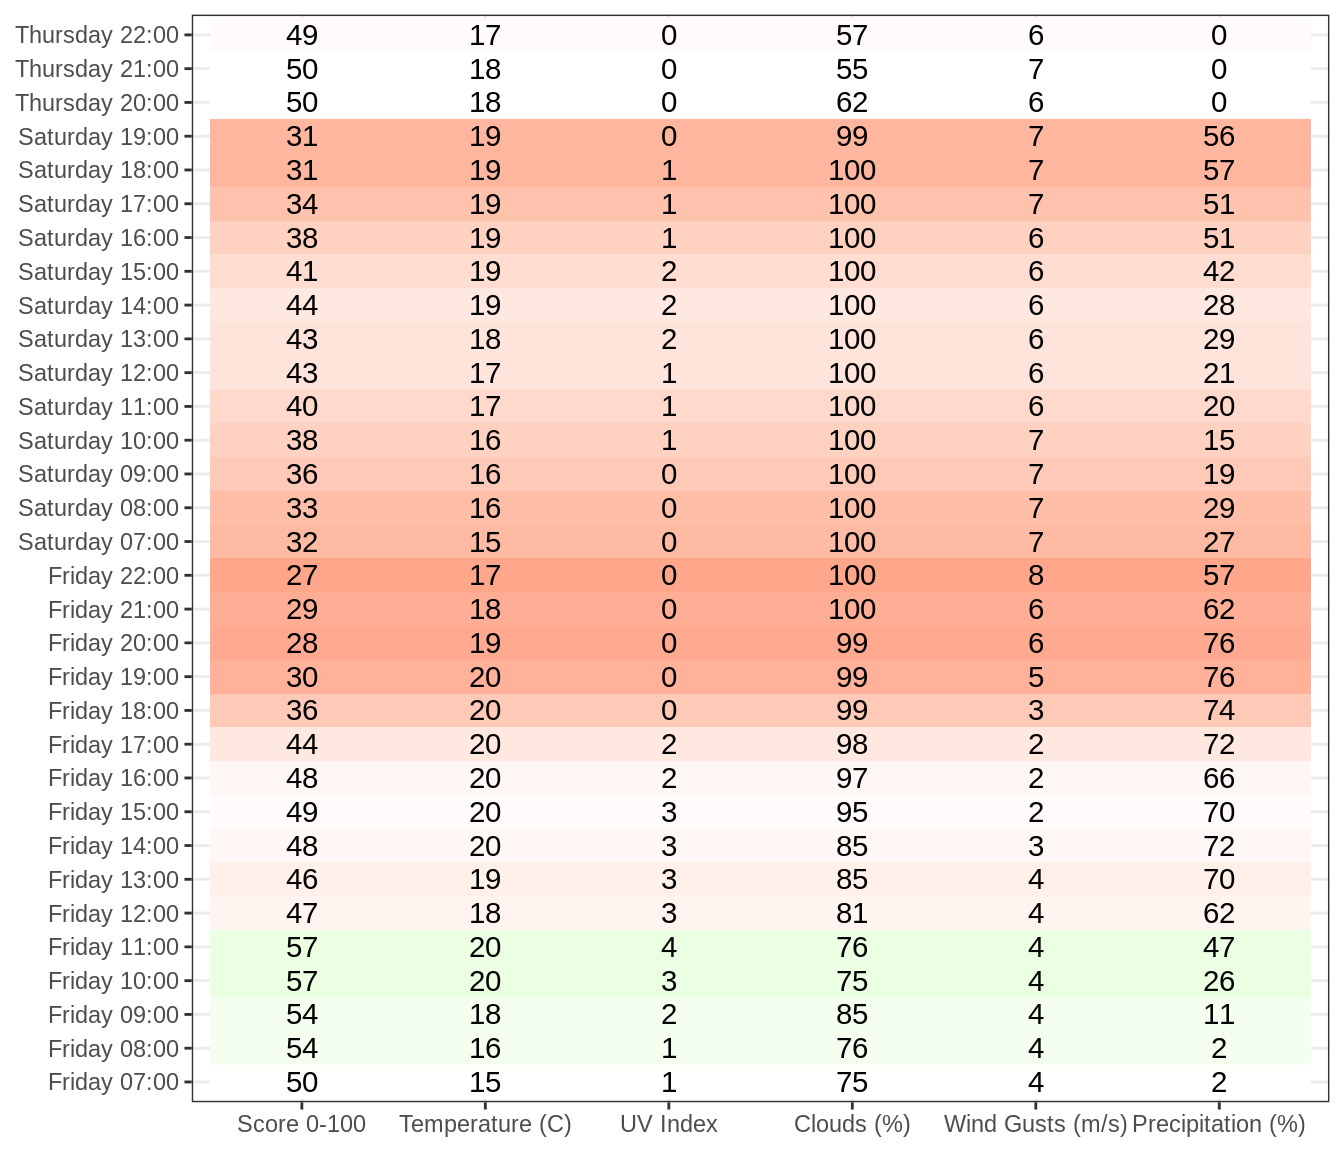 Thursday 22:00 49 17 0 57 6 0
Thursday 21:00 50 18 0 55 7 0
Thursday 20:00 50 18 0 62 6 0
Saturday 19:00 31 19 0 99 7 56
Saturday 18:00 31 19 1 100 7 57
Saturday 17:00 34 19 1 100 7 51
Saturday 16:00 38 19 1 100 6 51
Saturday 15:00 41 19 2 100 6 42
Saturday 14:00 44 19 2 100 6 28
Saturday 13:00 43 18 2 100 6 29
Saturday 12:00 43 17 1 100 6 21
Saturday 11:00 40 17 1 100 6 20
Saturday 10:00 38 16 1 100 7 15
Saturday 09:00 36 16 0 100 7 19
Saturday 08:00 33 16 0 100 7 29
Saturday 07:00 32 15 0 100 7 27
Friday 22:00 27 17 0 100 8 57
Friday 21:00 29 18 0 100 6 62
Friday 20:00 28 19 0 99 6 76
Friday 19:00 30 20 0 99 5 76
Friday 18:00 36 20 0 99 3 74
Friday 17:00 44 20 2 98 2 72
Friday 16:00 48 20 2 97 2 66
Friday 15:00 49 20 3 95 2 70
Friday 14:00 48 20 3 85 3 72
Friday 13:00 46 19 3 85 4 70
Friday 12:00 47 18 3 81 4 62
Friday 11:00 57 20 4 76 4 47
Friday 10:00 57 20 3 75 4 26
Friday 09:00 54 18 2 85 4 11
Friday 08:00 54 16 1 76 4 2
Friday 07:00 50 15 1 75 4 2
Score 0-100 Temperature (C) UV Index Clouds (%) Wind Gusts (m/s) Precipitation (%)